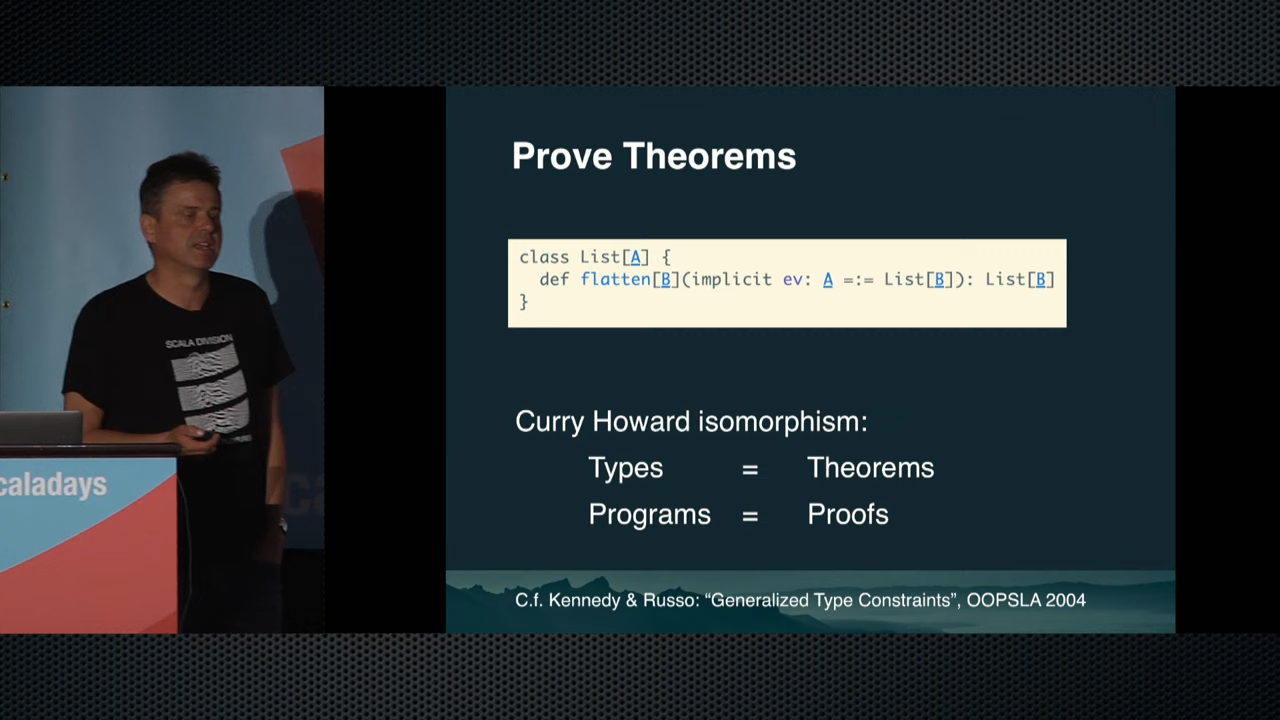 Prove Theorems
class List[A] {
def flatten[B](implicit ev: A =:= List[B]): List[B]
}
Curry Howard isomorphism:
Types = Theorems
Programs = Proofs
C.f. Kennedy & Russo: “Generalized Type Constraints”, OOPSLA 2004
SCALA DIVISION
caladays